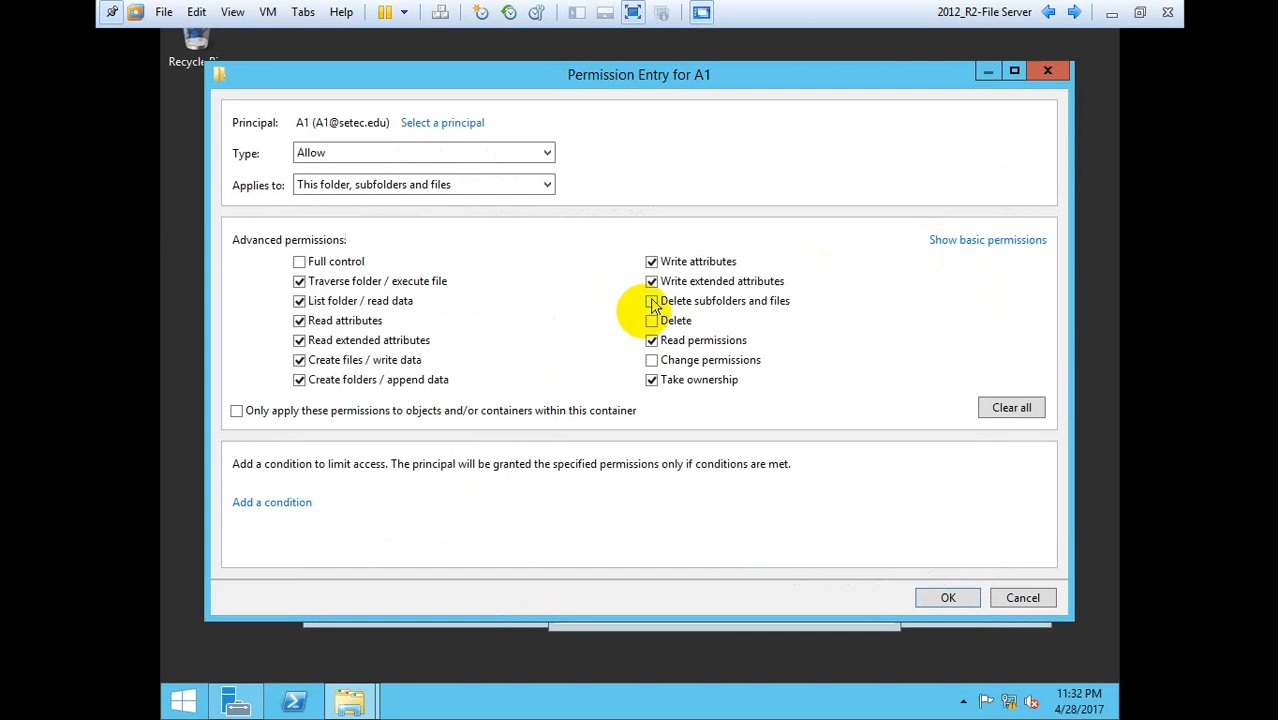 File Edit View VM Tabs Help 2012_R2-File Server
Permission Entry for A1
Principal: A1 (A1@setec.edu) Select a principal
Type: Allow
Applies to: This folder, subfolders and files
Advanced permissions: Show basic permissions
Full control
Traverse folder / execute file
List folder / read data
Read attributes
Read extended attributes
Create files / write data
Create folders / append data
Write attributes
Write extended attributes
Delete subfolders and files
Delete
Read permissions
Change permissions
Take ownership
Only apply these permissions to objects and/or containers within this container
Clear all
Add a condition to limit access. The principal will be granted the specified permissions only if conditions are met.
Add a condition
OK Cancel
11:32 PM
4/28/2017